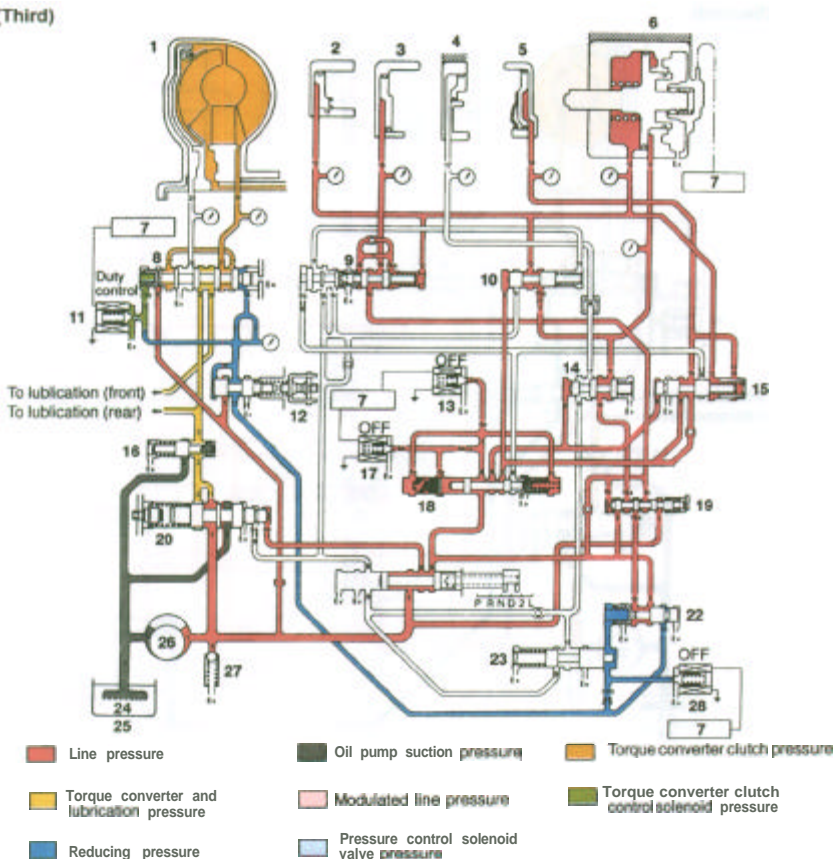 (Third)
1
2
3
4
5
6
7
7
8
9
10
Duty
control
11
OFF
13
14
15
12
7
To lublication (front)
To lublication (rear)
OFF
16
17
18
19
20
P R N D 2 L
22
23
OFF
26
27
24
25
28
7
Line pressure
Oil pump suction pressure
Torque converter clutch pressure
Torque converter and
lubrication pressure
Modulated line pressure
Torque converter clutch
control solenoid pressure
Reducing pressure
Pressure control solenoid
valve pressure